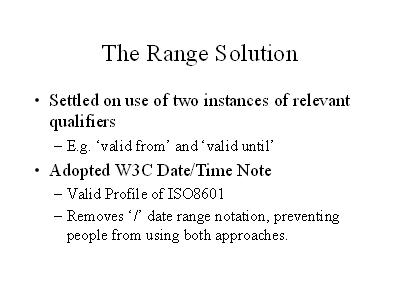 The Range Solution
• Settled on use of two instances of relevant
qualifiers
– E.g. ‘valid from’ and ‘valid until’
• Adopted W3C Date/Time Note
– Valid Profile of ISO8601
– Removes ‘/’ date range notation, preventing
people from using both approaches.